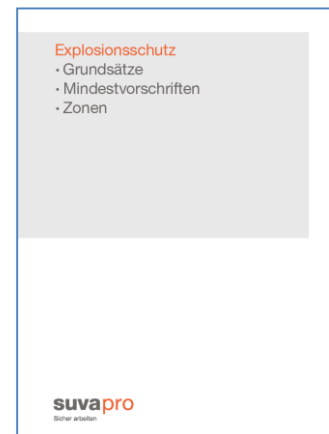 Explosionsschutz
· Grundsätze
· Mindestvorschriften
· Zonen
suvapro
Sicher arbeiten